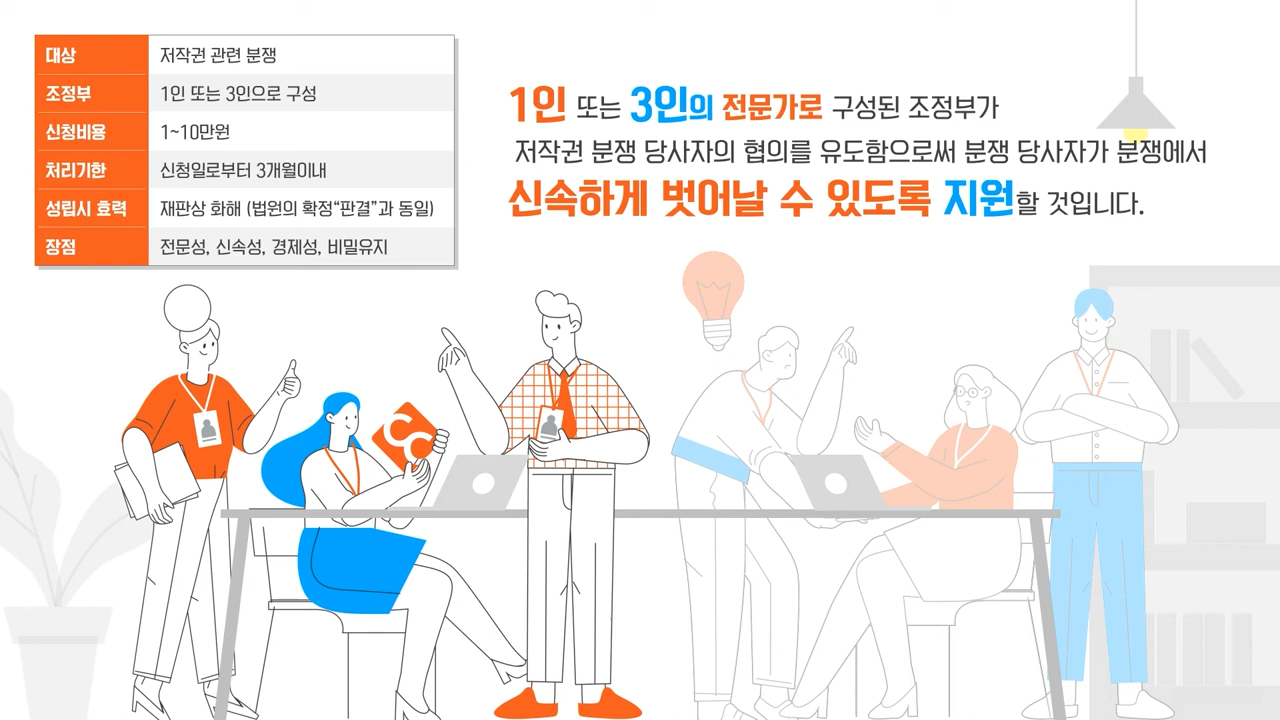 대상 저작권 관련 분쟁
조정부 1인 또는 3인으로 구성
신청비용 1~10만원
처리기한 신청일로부터 3개월이내
성립시 효력 재판상 화해 (법원의 확정“판결”과 동일)
장점 전문성, 신속성, 경제성, 비밀유지
1인 또는 3인의 전문가로 구성된 조정부가
저작권 분쟁 당사자의 협의를 유도함으로써 분쟁 당사자가 분쟁에서
신속하게 벗어날 수 있도록 지원할 것입니다.
CC